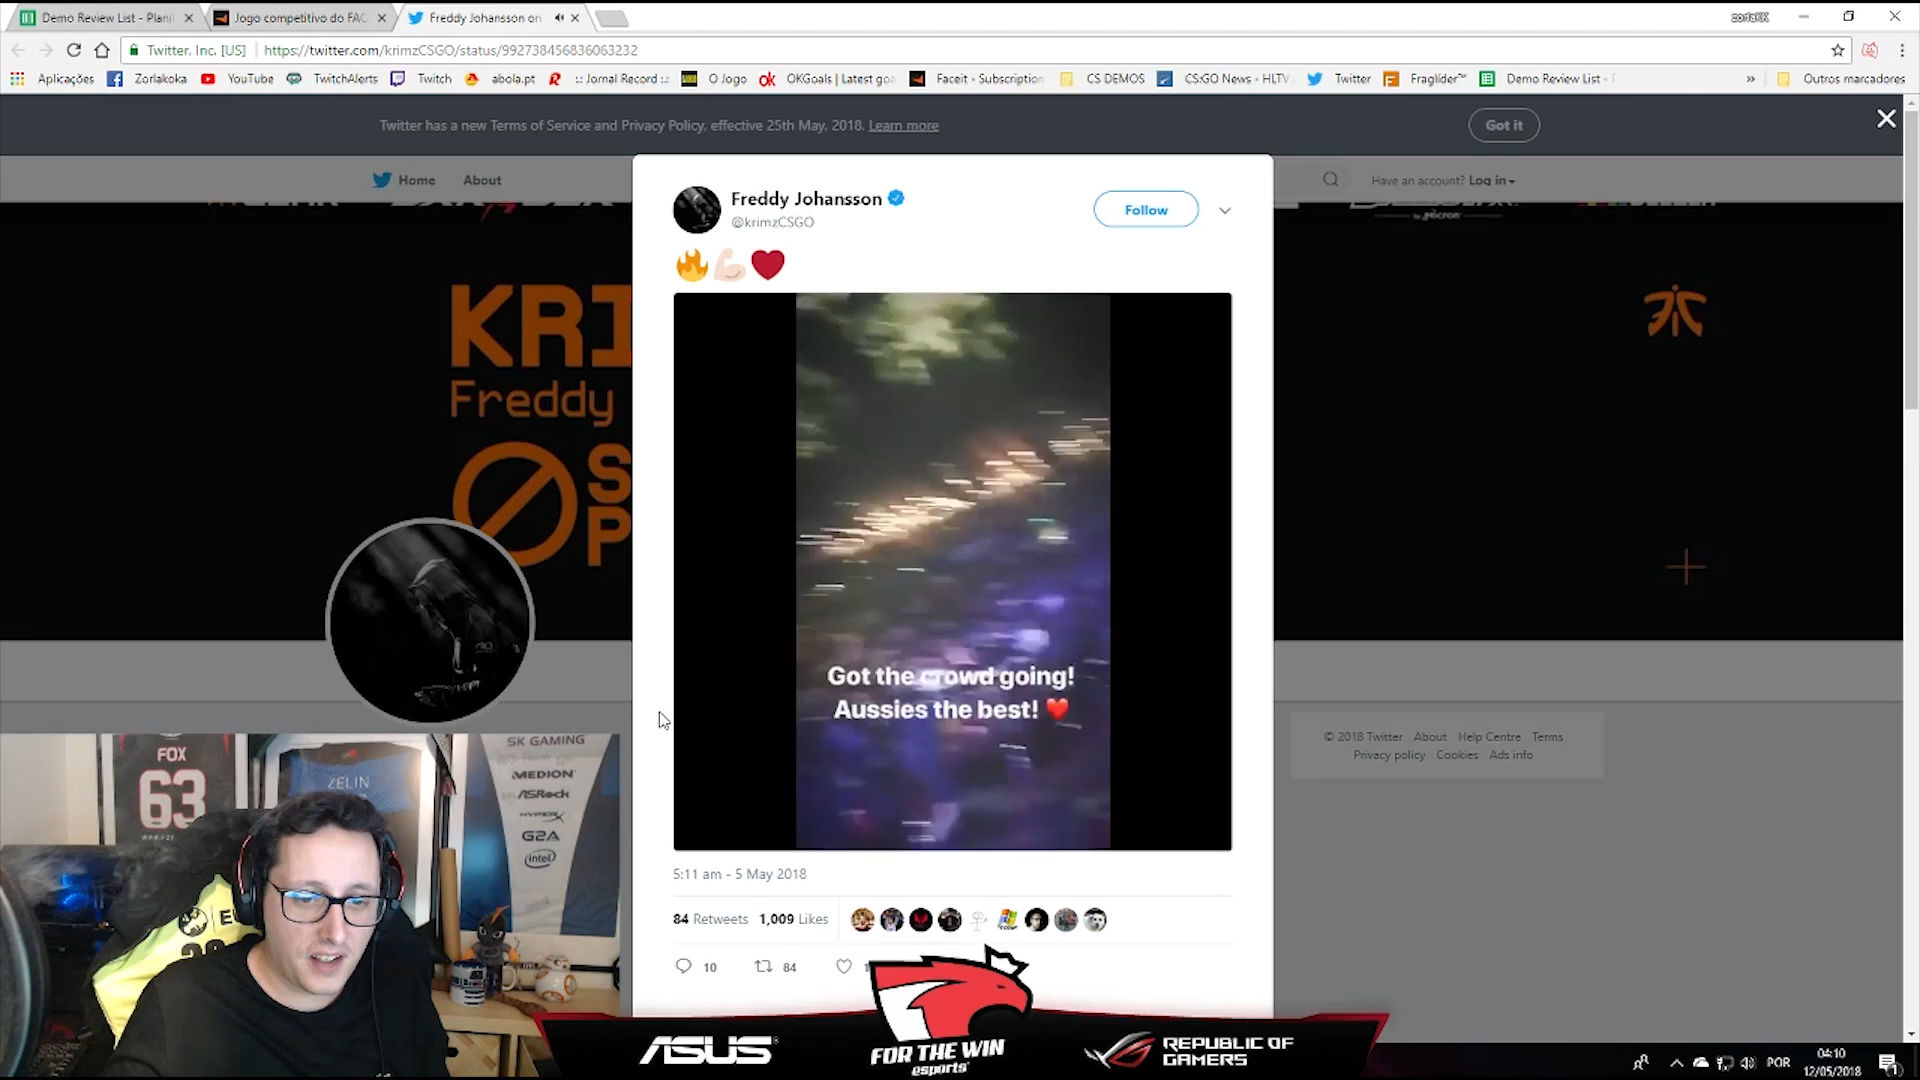 Demo Review List - Planil
Jogo competitivo do FAC
Freddy Johansson on
zorlaKK
Twitter, Inc. [US]
https://twitter.com/krimzCSGO/status/992738456836063232
Aplicações
Zorlakoka
YouTube
TwitchAlerts
Twitch
abola.pt
:: Jornal Record ::
O Jogo
OKGoals | Latest goa
Faceit • Subscription
CS DEMOS
CS:GO News • HLTV.
Twitter
Fraglíder™
Demo Review List -
»
Outros marcadores
Twitter has a new Terms of Service and Privacy Policy, effective 25th May, 2018. Learn more
Got it
Home
About
Have an account? Log in
Freddy Johansson
@krimzCSGO
Follow
🔥💪🏻❤️
KRI
Freddy
S
P
Got the crowd going!
Aussies the best! ❤️
5:11 am - 5 May 2018
84 Retweets 1,009 Likes
10
84
© 2018 Twitter About Help Centre Terms
Privacy policy Cookies Ads info
FOX
63
ZELIN
SK GAMING
MEDION
ASRock
HYPERX
G2A
intel
ASUS
FOR THE WIN
esports
REPUBLIC OF
GAMERS
POR
04:10
12/05/2018